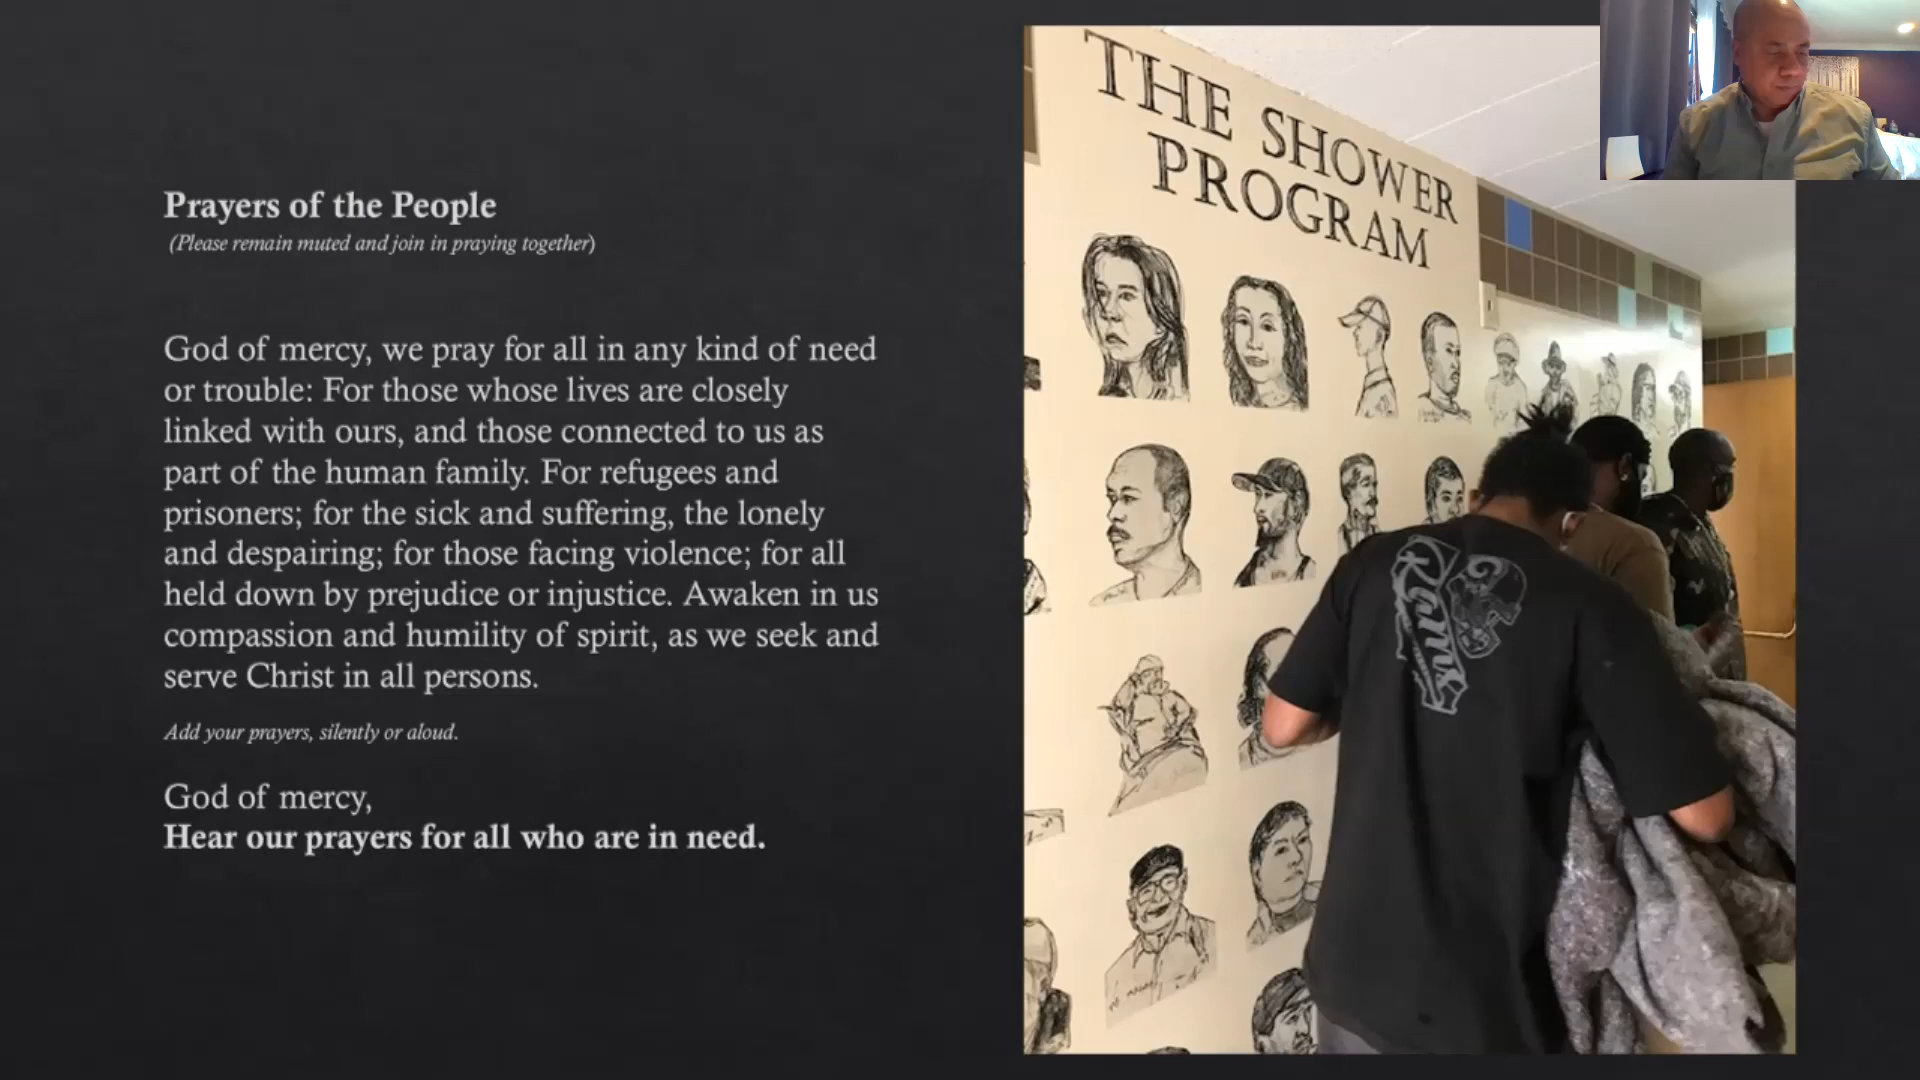 Prayers of the People
(Please remain muted and join in praying together)
God of mercy, we pray for all in any kind of need
or trouble: For those whose lives are closely
linked with ours, and those connected to us as
part of the human family. For refugees and
prisoners; for the sick and suffering, the lonely
and despairing; for those facing violence; for all
held down by prejudice or injustice. Awaken in us
compassion and humility of spirit, as we seek and
serve Christ in all persons.
Add your prayers, silently or aloud.
God of mercy,
Hear our prayers for all who are in need.
THE SHOWER
PROGRAM
Rams